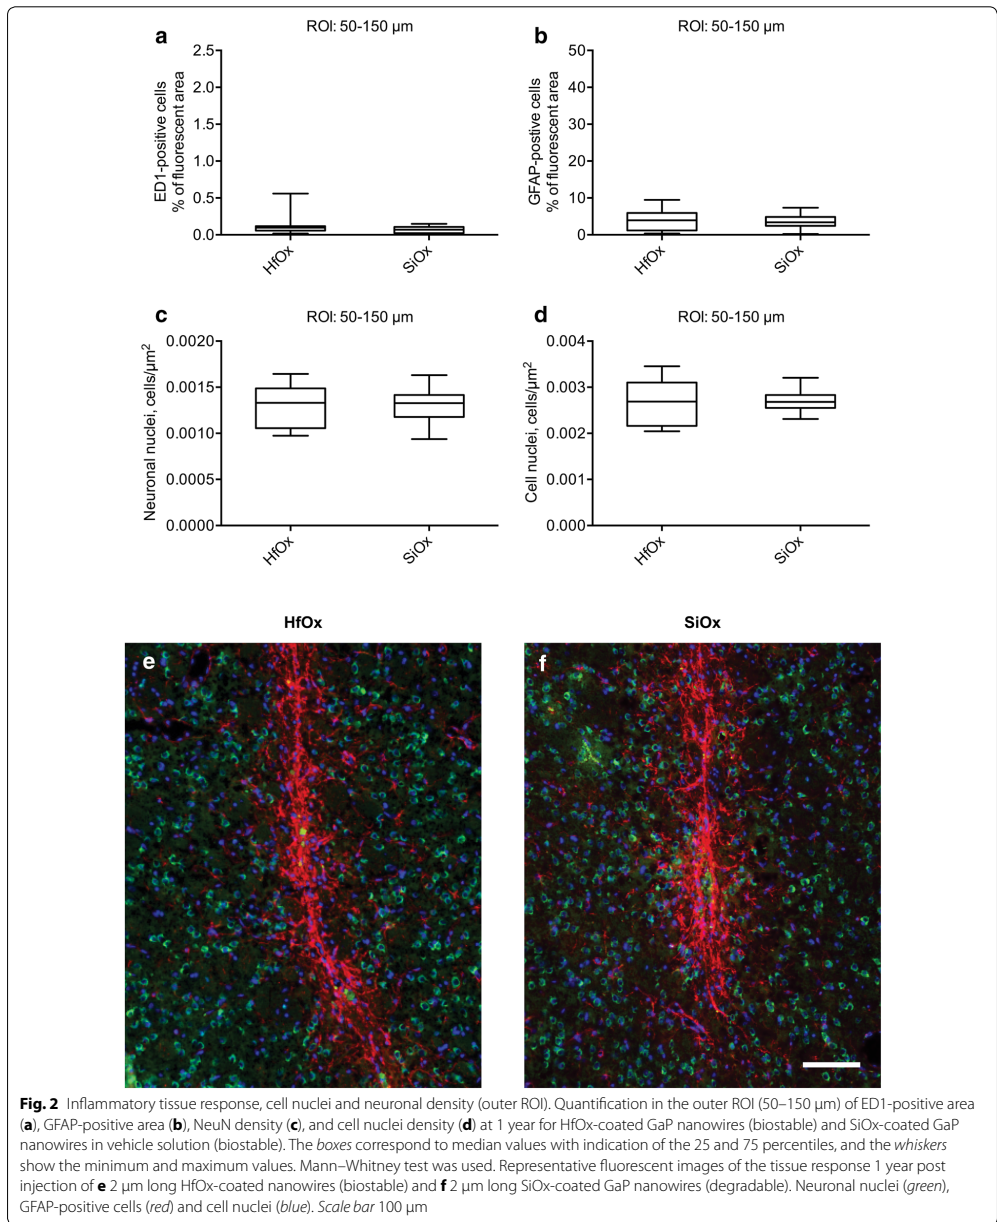 a
ROI: 50-150 µm
ED1-positive cells
% of fluorescent area
2.5
2.0
1.5
1.0
0.5
0.0
HfOx
SiOx
b
ROI: 50-150 µm
GFAP-postive cells
% of fluorescent area
50
40
30
20
10
0
HfOx
SiOx
c
ROI: 50-150 µm
Neuronal nuclei, cells/µm²
0.0020
0.0015
0.0010
0.0005
0.0000
HfOx
SiOx
d
ROI: 50-150 µm
Cell nuclei, cells/µm²
0.004
0.003
0.002
0.001
0.000
HfOx
SiOx
HfOx
SiOx
e
f
Fig. 2 Inflammatory tissue response, cell nuclei and neuronal density (outer ROI). Quantification in the outer ROI (50–150 µm) of ED1-positive area
(a), GFAP-positive area (b), NeuN density (c), and cell nuclei density (d) at 1 year for HfOx-coated GaP nanowires (biostable) and SiOx-coated GaP
nanowires in vehicle solution (biostable). The boxes correspond to median values with indication of the 25 and 75 percentiles, and the whiskers
show the minimum and maximum values. Mann–Whitney test was used. Representative fluorescent images of the tissue response 1 year post
injection of e 2 µm long HfOx-coated nanowires (biostable) and f 2 µm long SiOx-coated GaP nanowires (degradable). Neuronal nuclei (green),
GFAP-positive cells (red) and cell nuclei (blue). Scale bar 100 µm